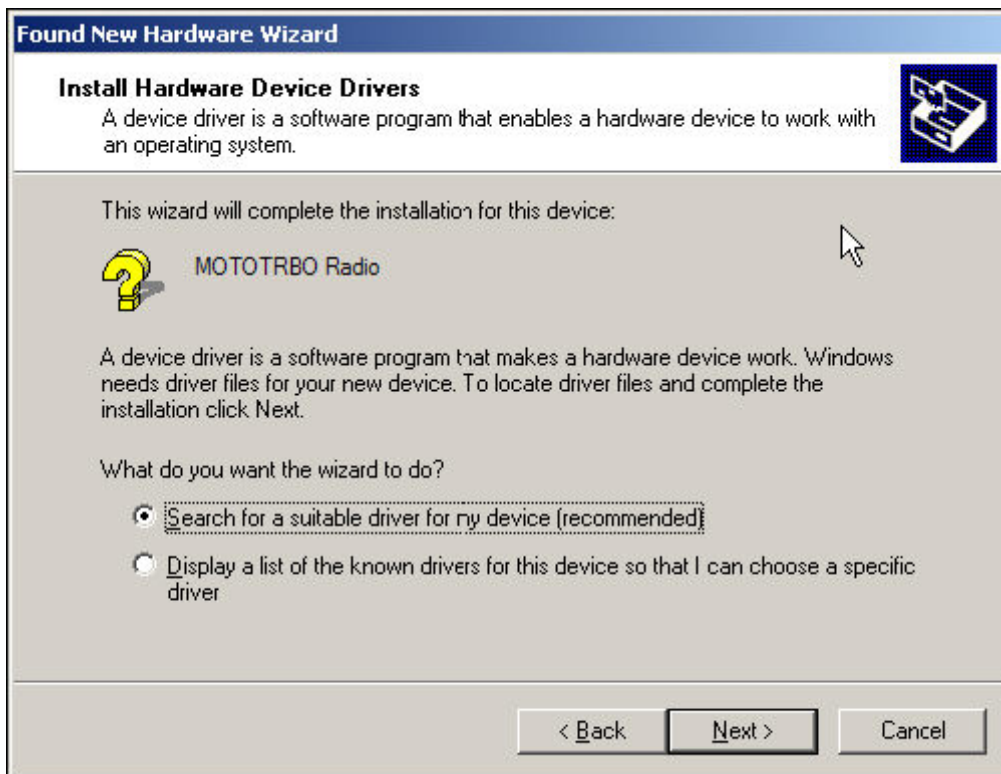 Found New Hardware Wizard
Install Hardware Device Drivers
A device driver is a software program that enables a hardware device to work with
an operating system.
This wizard will complete the installation for this device:
MOTOTRBO Radio
A device driver is a software program that makes a hardware device work. Windows
needs driver files for your new device. To locate driver files and complete the
installation click Next.
What do you want the wizard to do?
Search for a suitable driver for my device (recommended)
Display a list of the known drivers for this device so that I can choose a specific
driver
< Back Next > Cancel